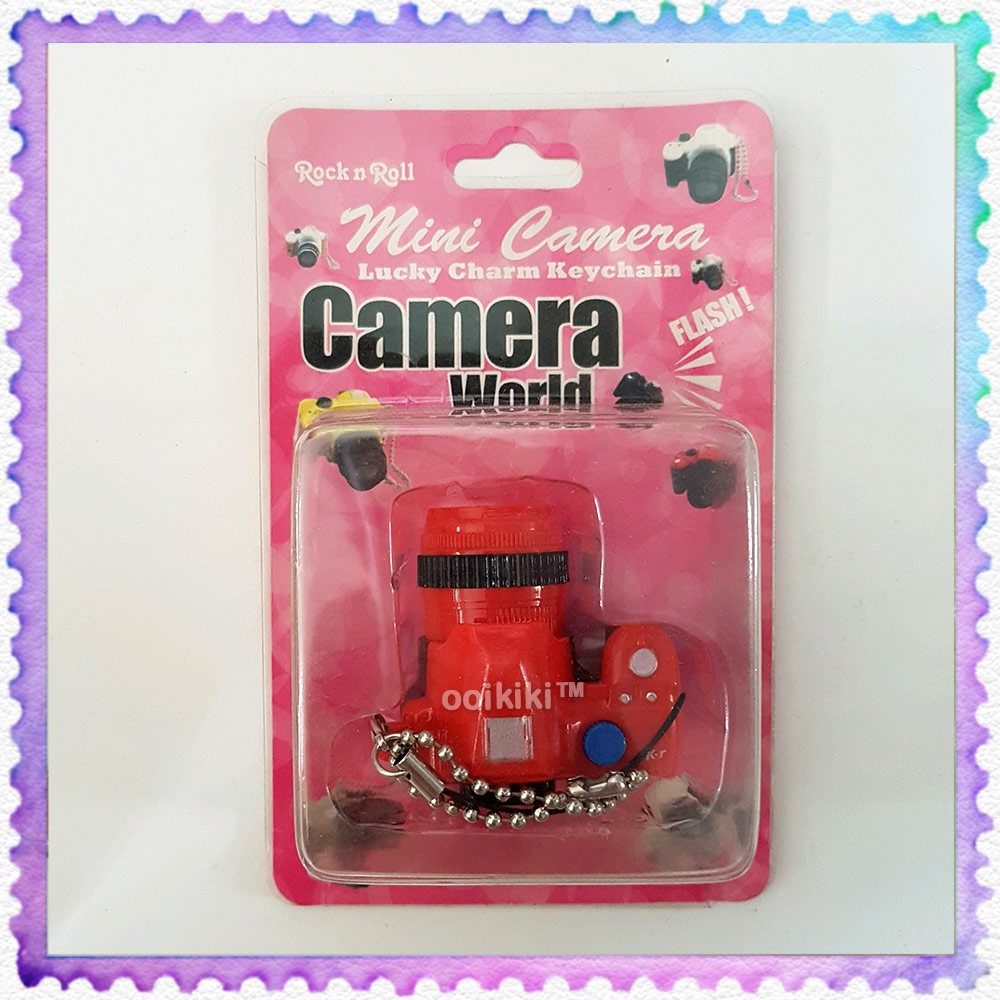 Rock n Roll
Mini Camera
Lucky Charm Keychain
Camera
World
FLASH!
ooikiki™